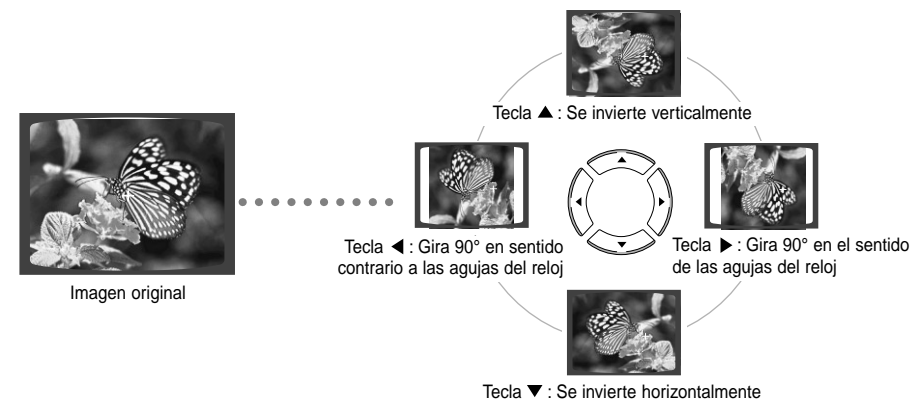 Tecla ▲ : Se invierte verticalmente
Tecla ◀ : Gira 90° en sentido
contrario a las agujas del reloj
Tecla ▶ : Gira 90° en el sentido
de las agujas del reloj
Imagen original
Tecla ▼ : Se invierte horizontalmente